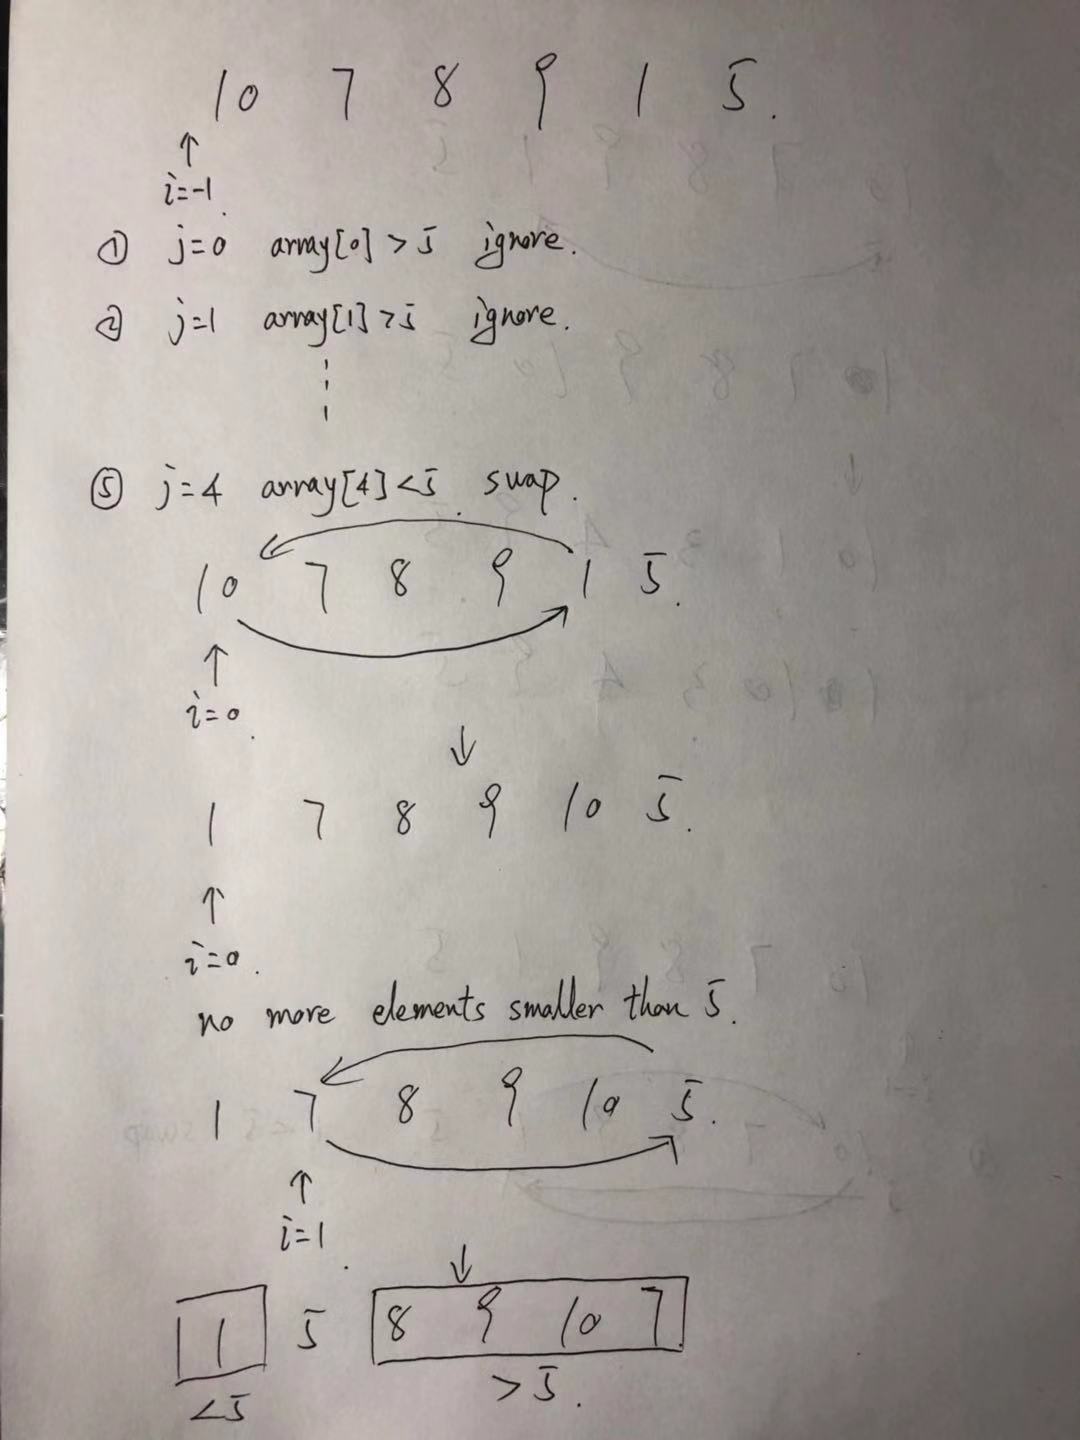 10 7 8 9 1 5.
↑
i=-1.
① j=0 array[0]>5 ignore.
② j=1 array[1]>5 ignore.
⑤ j=4 array[4]<5 swap.
10 7 8 9 1 5.
↑
i=0.
↓
1 7 8 9 10 5.
↑
i=0.
no more elements smaller than 5.
1 7 8 9 10 5.
↑
i=1.
↓
1 5 8 9 10 7
<5 >5.